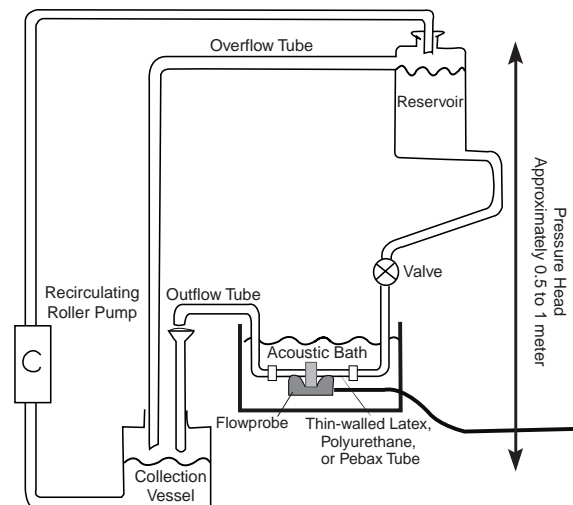 Overflow Tube
Reservoir
Pressure Head
Approximately 0.5 to 1 meter
Valve
Recirculating
Roller Pump
Outflow Tube
C
Acoustic Bath
Flowprobe
Thin-walled Latex,
Polyurethane,
or Pebax Tube
Collection
Vessel